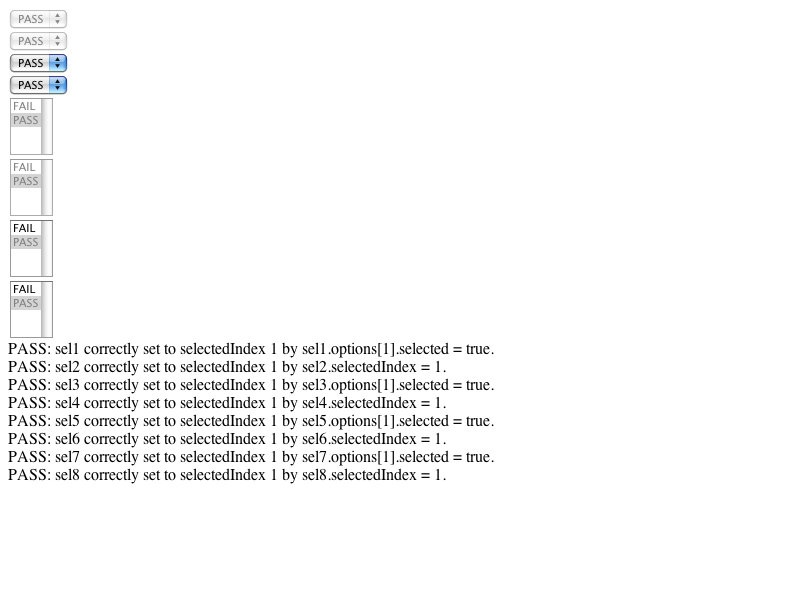 PASS
PASS
PASS
PASS
FAIL
PASS
FAIL
PASS
FAIL
PASS
FAIL
PASS
PASS: sel1 correctly set to selectedIndex 1 by sel1.options[1].selected = true.
PASS: sel2 correctly set to selectedIndex 1 by sel2.selectedIndex = 1.
PASS: sel3 correctly set to selectedIndex 1 by sel3.options[1].selected = true.
PASS: sel4 correctly set to selectedIndex 1 by sel4.selectedIndex = 1.
PASS: sel5 correctly set to selectedIndex 1 by sel5.options[1].selected = true.
PASS: sel6 correctly set to selectedIndex 1 by sel6.selectedIndex = 1.
PASS: sel7 correctly set to selectedIndex 1 by sel7.options[1].selected = true.
PASS: sel8 correctly set to selectedIndex 1 by sel8.selectedIndex = 1.